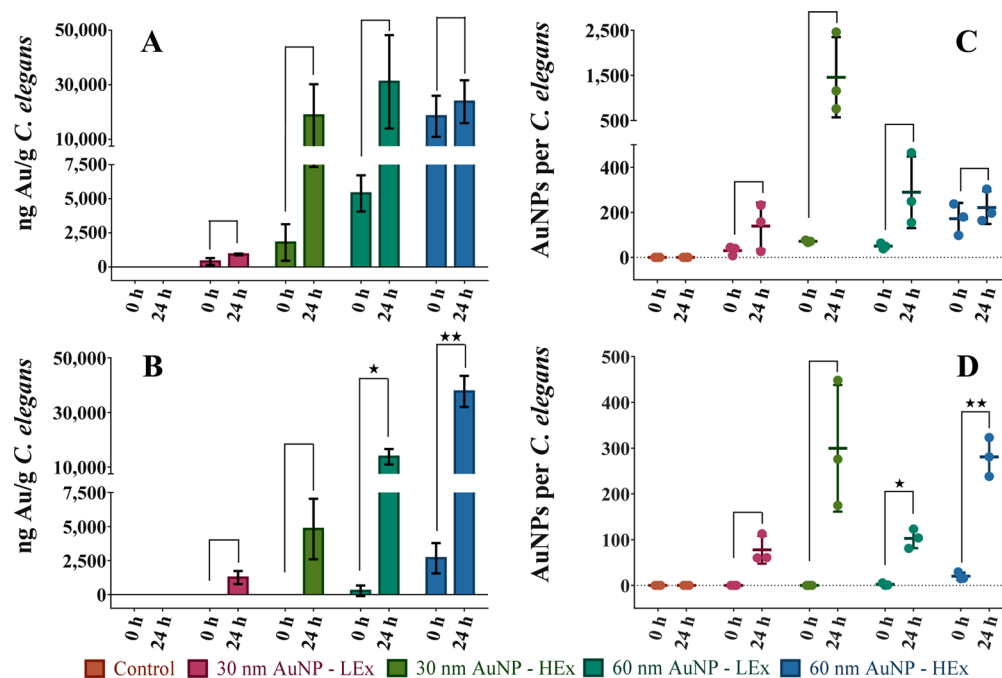 A
ng Au/g C. elegans
50,000
30,000
10,000
7,500
2,500
0
0 h
24 h
0 h
24 h
0 h
24 h
0 h
24 h
0 h
24 h
C
AuNPs per C. elegans
2,500
1,500
500
400
200
0
0 h
24 h
0 h
24 h
0 h
24 h
0 h
24 h
0 h
24 h
B
ng Au/g C. elegans
50,000
30,000
10,000
7,500
2,500
0
★
★★
0 h
24 h
0 h
24 h
0 h
24 h
0 h
24 h
0 h
24 h
D
AuNPs per C. elegans
500
400
300
200
100
0
★
★★
0 h
24 h
0 h
24 h
0 h
24 h
0 h
24 h
0 h
24 h
Control 30 nm AuNP - LEx 30 nm AuNP - HEx 60 nm AuNP - LEx 60 nm AuNP - HEx